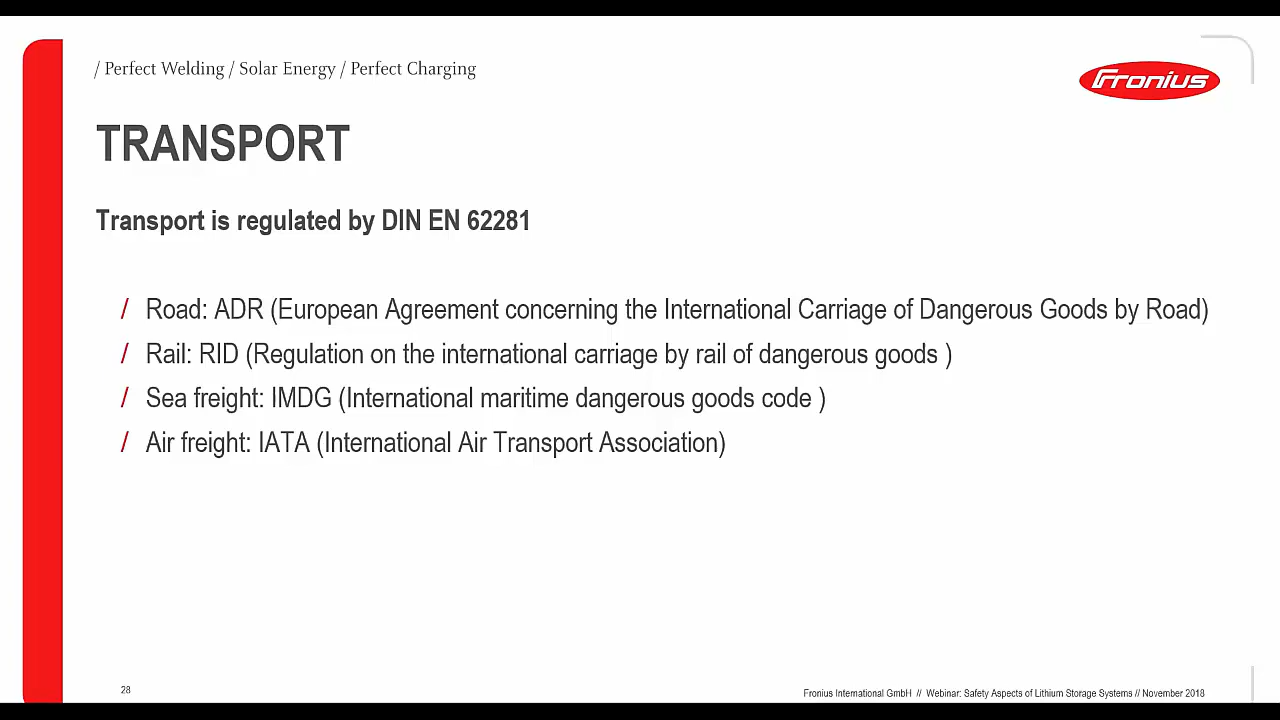 / Perfect Welding / Solar Energy / Perfect Charging
Fronius
TRANSPORT
Transport is regulated by DIN EN 62281
/ Road: ADR (European Agreement concerning the International Carriage of Dangerous Goods by Road)
/ Rail: RID (Regulation on the international carriage by rail of dangerous goods )
/ Sea freight: IMDG (International maritime dangerous goods code )
/ Air freight: IATA (International Air Transport Association)
28
Fronius International GmbH // Webinar: Safety Aspects of Lithium Storage Systems // November 2018